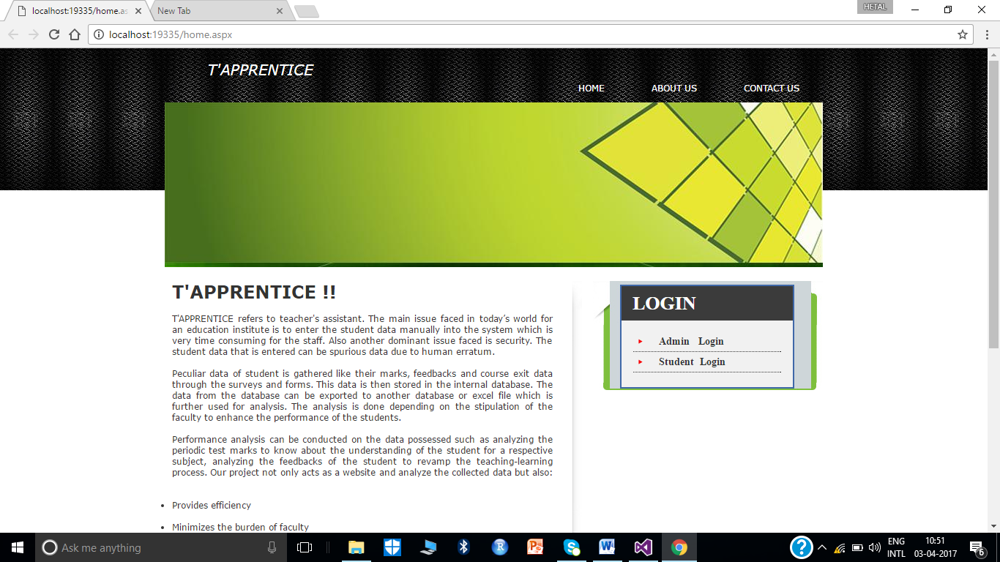 localhost:19335/home.as
New Tab
HETAL
localhost:19335/home.aspx
T'APPRENTICE
HOME ABOUT US CONTACT US
T'APPRENTICE !!
T'APPRENTICE refers to teacher's assistant. The main issue faced in today’s world for
an education institute is to enter the student data manually into the system which is
very time consuming for the staff. Also another dominant issue faced is security. The
student data that is entered can be spurious data due to human erratum.
Peculiar data of student is gathered like their marks, feedbacks and course exit data
through the surveys and forms. This data is then stored in the internal database. The
data from the database can be exported to another database or excel file which is
further used for analysis. The analysis is done depending on the stipulation of the
faculty to enhance the performance of the students.
Performance analysis can be conducted on the data possessed such as analyzing the
periodic test marks to know about the understanding of the student for a respective
subject, analyzing the feedbacks of the student to revamp the teaching-learning
process. Our project not only acts as a website and analyze the collected data but also:
• Provides efficiency
• Minimizes the burden of faculty
LOGIN
Admin Login
Student Login
Ask me anything
ENG
INTL
10:51
03-04-2017
6